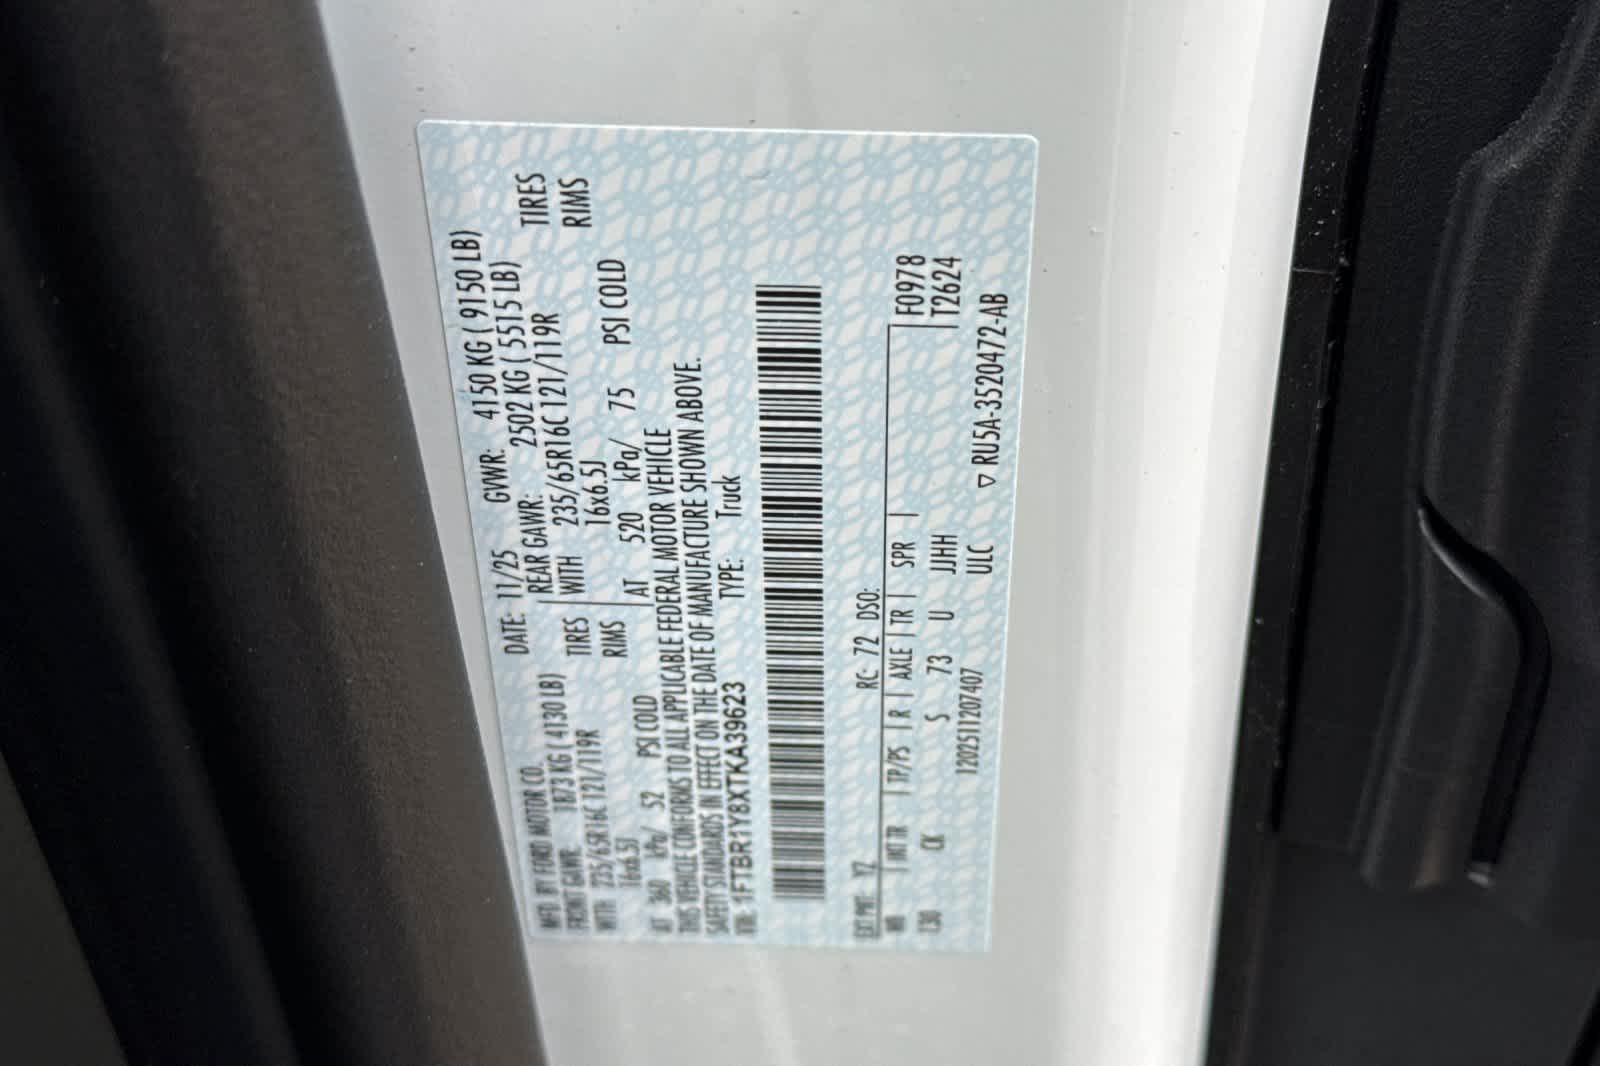 MFD. BY FORD MOTOR CO.
DATE: 11/25 GVWR: 4150 KG ( 9150 LB)
FRONT GAWR: 1873 KG ( 4130 LB)
REAR GAWR: 2502 KG ( 5515 LB)
WITH 235/65R16C 121/119R TIRES
WITH 235/65R16C 121/119R TIRES
16x6.5J RIMS
16x6.5J RIMS
AT 360 kPa/ 52 PSI COLD
AT 520 kPa/ 75 PSI COLD
THIS VEHICLE CONFORMS TO ALL APPLICABLE FEDERAL MOTOR VEHICLE
SAFETY STANDARDS IN EFFECT ON THE DATE OF MANUFACTURE SHOWN ABOVE.
VIN: 1FTBR1Y8XTKA39623 TYPE: Truck
EXT PNT: YZ RC: 72 DSO:
WB INT TR TP/PS R AXLE TR SPR F0978
130 CK S 73 U JJHH T2624
ULC
1202511207407 ▽ RU5A-3520472-AB